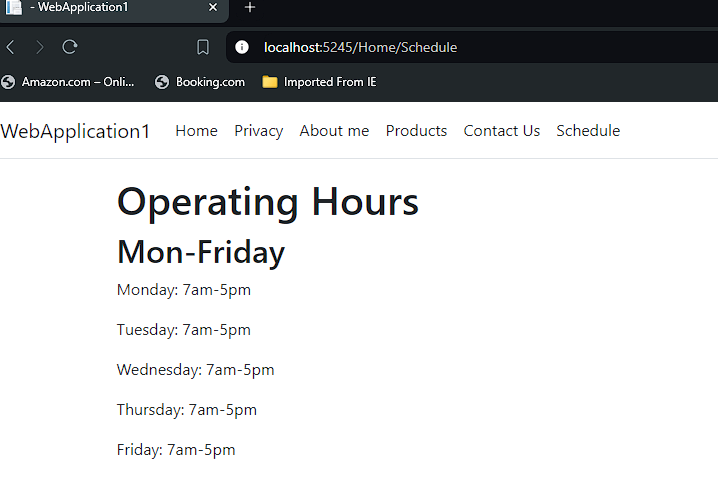 - WebApplication1
localhost:5245/Home/Schedule
Amazon.com – Onli... Booking.com Imported From IE
WebApplication1 Home Privacy About me Products Contact Us Schedule
Operating Hours
Mon-Friday
Monday: 7am-5pm
Tuesday: 7am-5pm
Wednesday: 7am-5pm
Thursday: 7am-5pm
Friday: 7am-5pm